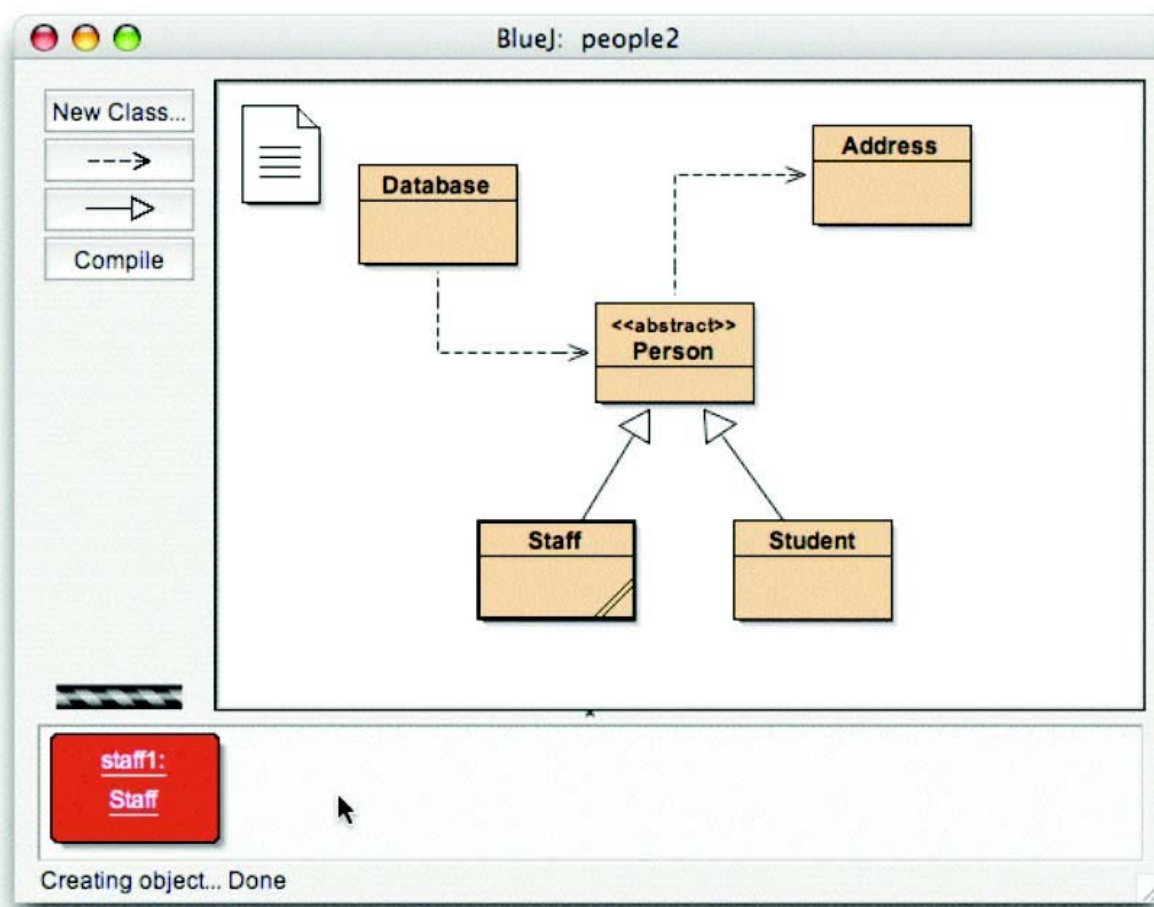 BlueJ: people2
New Class...
Compile
Database
Address
<<abstract>>
Person
Staff
Student
staff1:
Staff
Creating object... Done